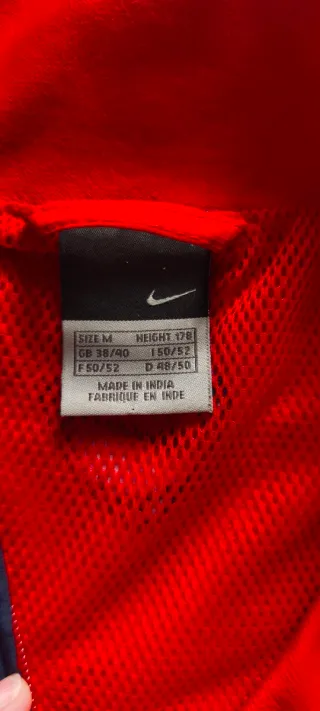 SIZE M HEIGHT 178
GB 38/40 I 50/52
F 50/52 D 48/50
MADE IN INDIA
FABRIQUE EN INDE